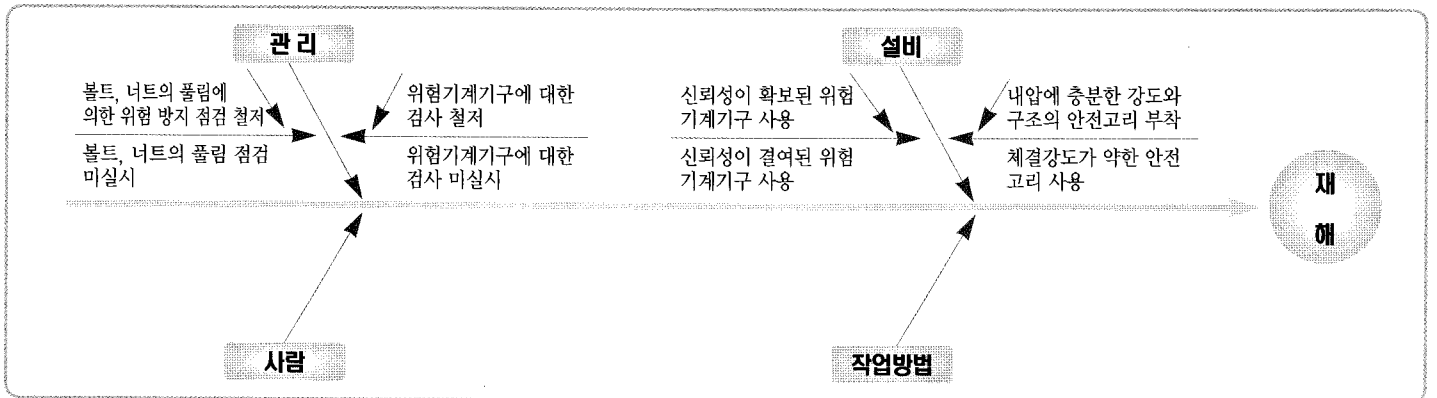 관리
볼트, 너트의 풀림에
의한 위험 방지 점검 철저
볼트, 너트의 풀림 점검
미실시
위험기계기구에 대한
검사 철저
위험기계기구에 대한
검사 미실시
설비
신뢰성이 확보된 위험
기계기구 사용
신뢰성이 결여된 위험
기계기구 사용
내압에 충분한 강도와
구조의 안전고리 부착
체결강도가 약한 안전
고리 사용
재
해
사람
작업방법